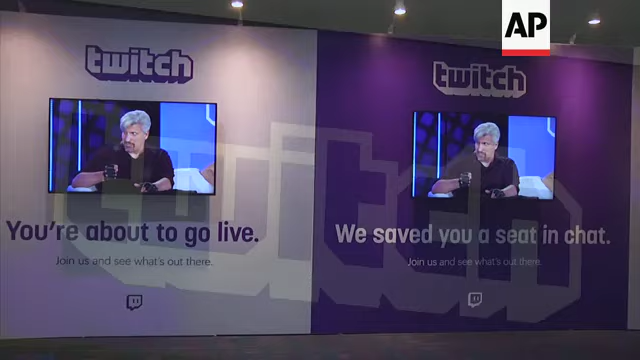 AP
twitch
twitch
You're about to go live.
We saved you a seat in chat.
Join us and see what's out there.
Join us and see what's out there.
twitch